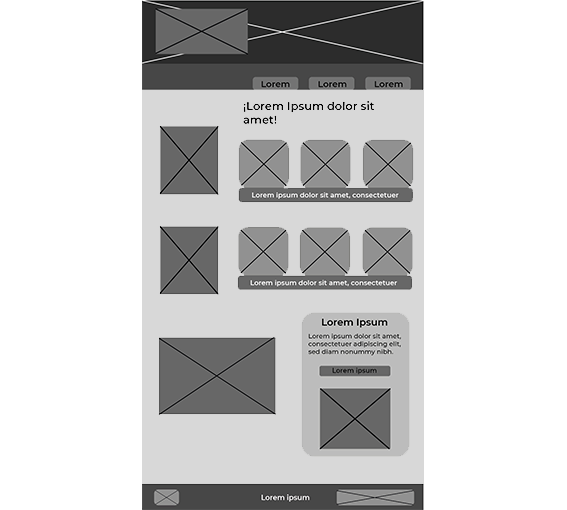 Lorem
Lorem
Lorem
¡Lorem Ipsum dolor sit
amet!
Lorem ipsum dolor sit amet, consectetuer
Lorem ipsum dolor sit amet, consectetuer
Lorem Ipsum
Lorem ipsum dolor sit amet,
consectetuer adipiscing elit,
sed diam nonummy nibh.
Lorem ipsum
Lorem ipsum